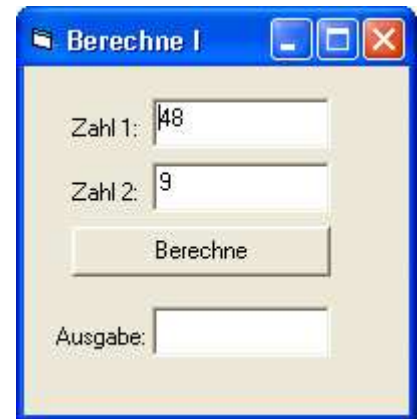 Berechne I
Zahl 1: 48
Zahl 2: 9
Berechne
Ausgabe: